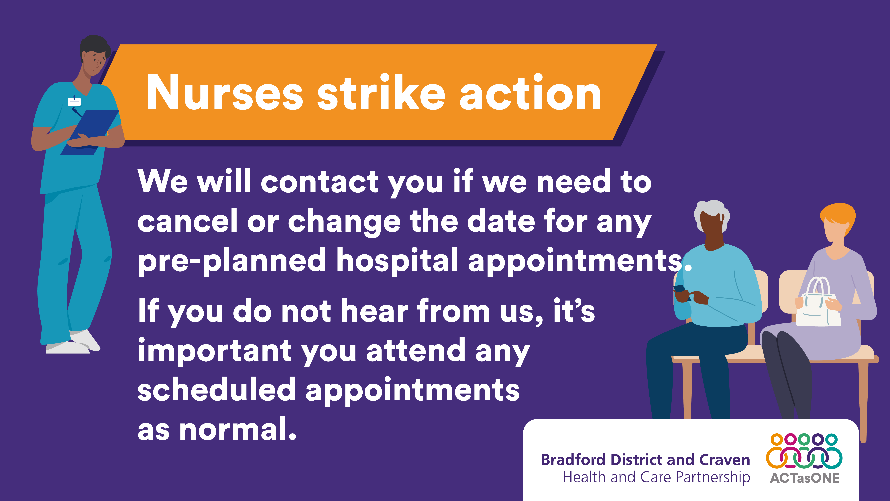 Nurses strike action
We will contact you if we need to
cancel or change the date for any
pre-planned hospital appointments.
If you do not hear from us, it’s
important you attend any
scheduled appointments
as normal.
Bradford District and Craven
Health and Care Partnership
ACTasONE